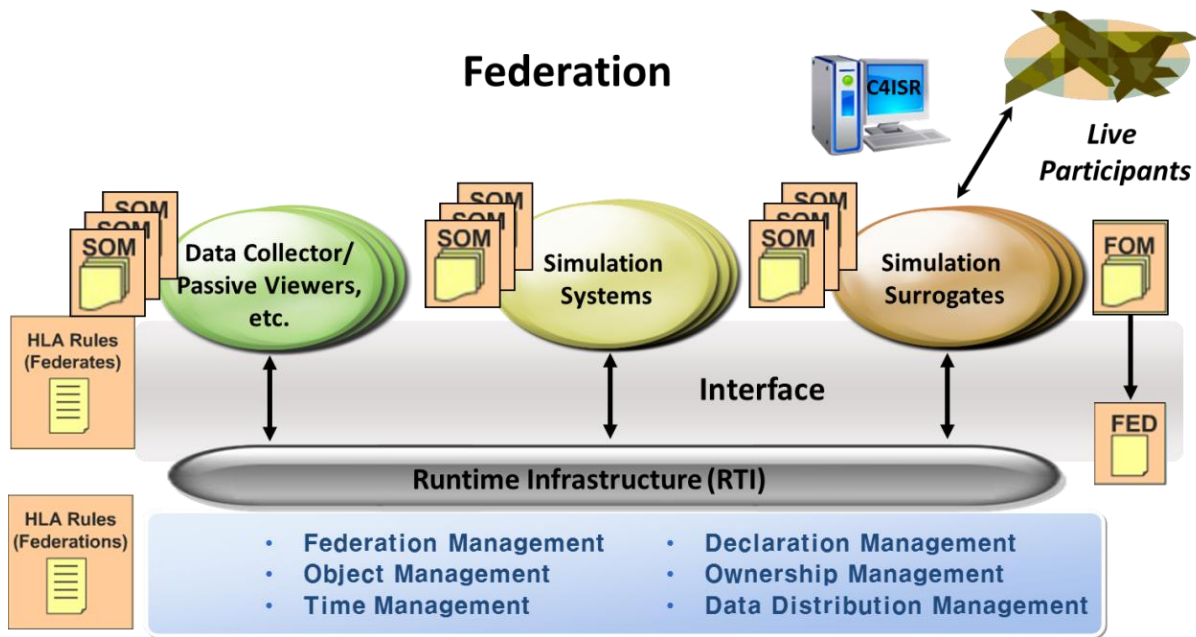 Federation
C4ISR
Live
Participants
SOM
SOM
SOM
Data Collector/
Passive Viewers,
etc.
SOM
SOM
SOM
Simulation
Systems
SOM
SOM
SOM
Simulation
Surrogates
FOM
HLA Rules
(Federates)
Interface
FED
Runtime Infrastructure (RTI)
HLA Rules
(Federations)
• Federation Management
• Object Management
• Time Management
• Declaration Management
• Ownership Management
• Data Distribution Management